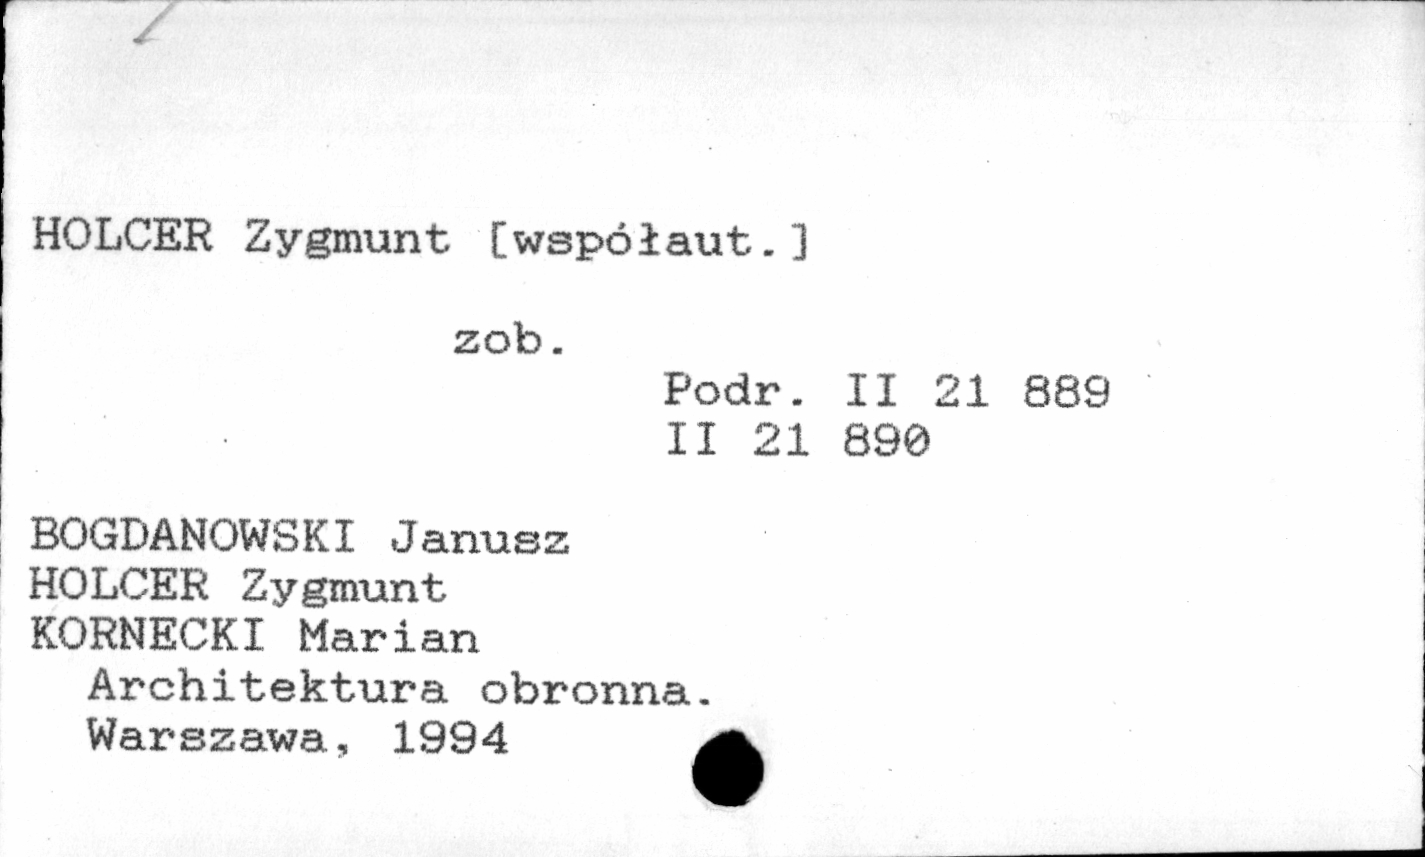 HOLCER Zygmunt [współaut.]
zob.
Podr. II 21 889
II 21 890
BOGDANOWSKI Janusz
HOLCER Zygmunt
KORNECKI Marian
Architektura obronna.
Warszawa, 1994